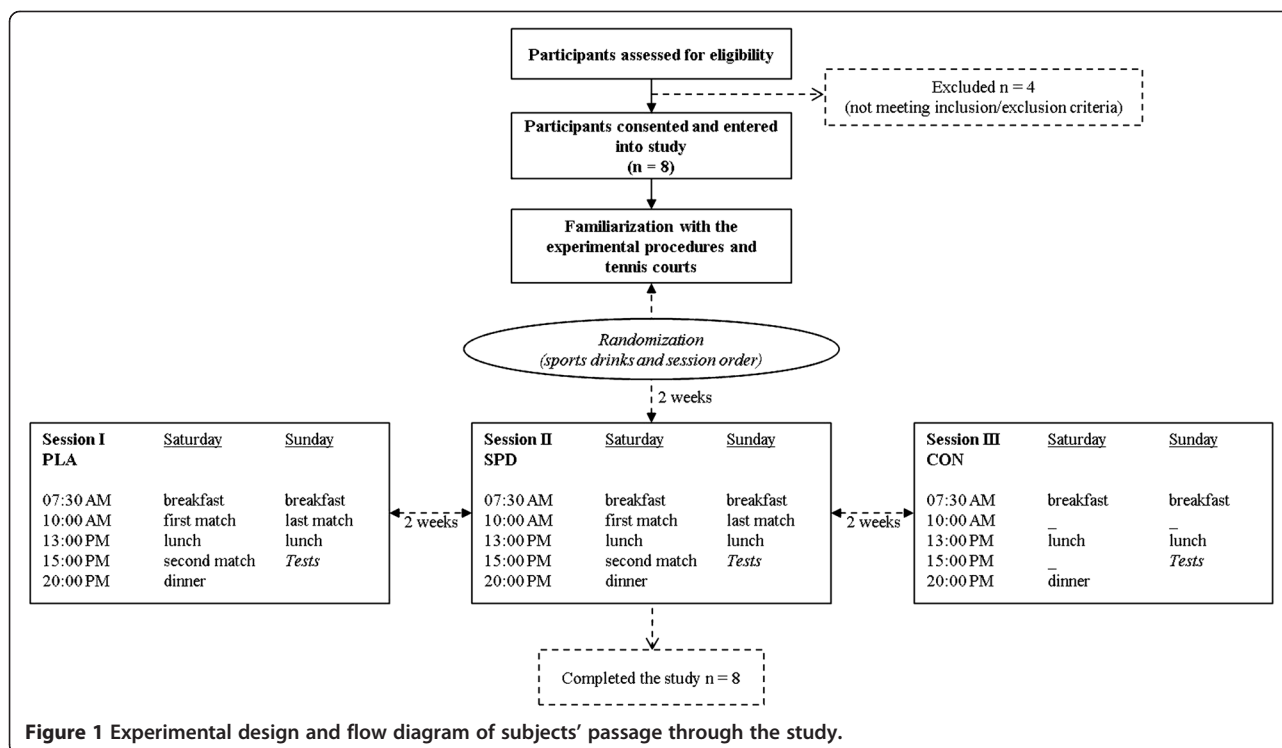 Participants assessed for eligibility
Excluded n = 4
(not meeting inclusion/exclusion criteria)
Participants consented and entered
into study
(n = 8)
Familiarization with the
experimental procedures and
tennis courts
Randomization
(sports drinks and session order)
2 weeks
Session I Saturday Sunday
PLA
07:30 AM breakfast breakfast
10:00 AM first match last match
13:00 PM lunch lunch
15:00 PM second match Tests
20:00 PM dinner
2 weeks
Session II Saturday Sunday
SPD
07:30 AM breakfast breakfast
10:00 AM first match last match
13:00 PM lunch lunch
15:00 PM second match Tests
20:00 PM dinner
2 weeks
Session III Saturday Sunday
CON
07:30 AM breakfast breakfast
10:00 AM _ _
13:00 PM lunch lunch
15:00 PM _ Tests
20:00 PM dinner
Completed the study n = 8
Figure 1 Experimental design and flow diagram of subjects’ passage through the study.